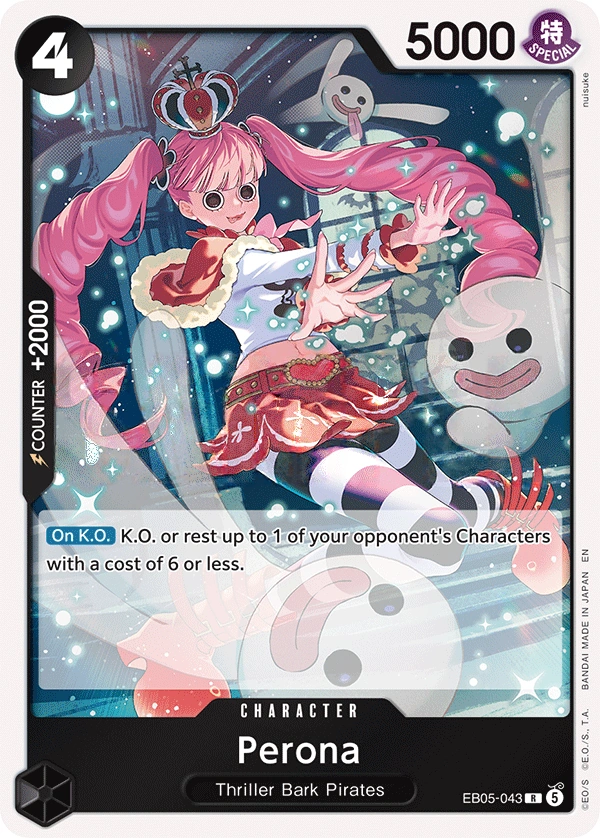 4
5000
特
SPECIAL
nuisuke
COUNTER +2000
On K.O. K.O. or rest up to 1 of your opponent's Characters
with a cost of 6 or less.
CHARACTER
Perona
Thriller Bark Pirates
EB05-043 R 5
©E.O/S ©E.O./S., T.A. BANDAI MADE IN JAPAN EN